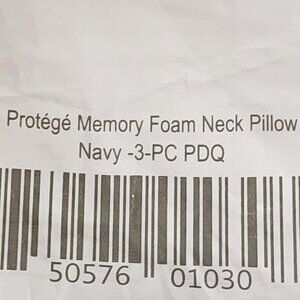 Protégé Memory Foam Neck Pillow
Navy -3-PC PDQ
50576 01030